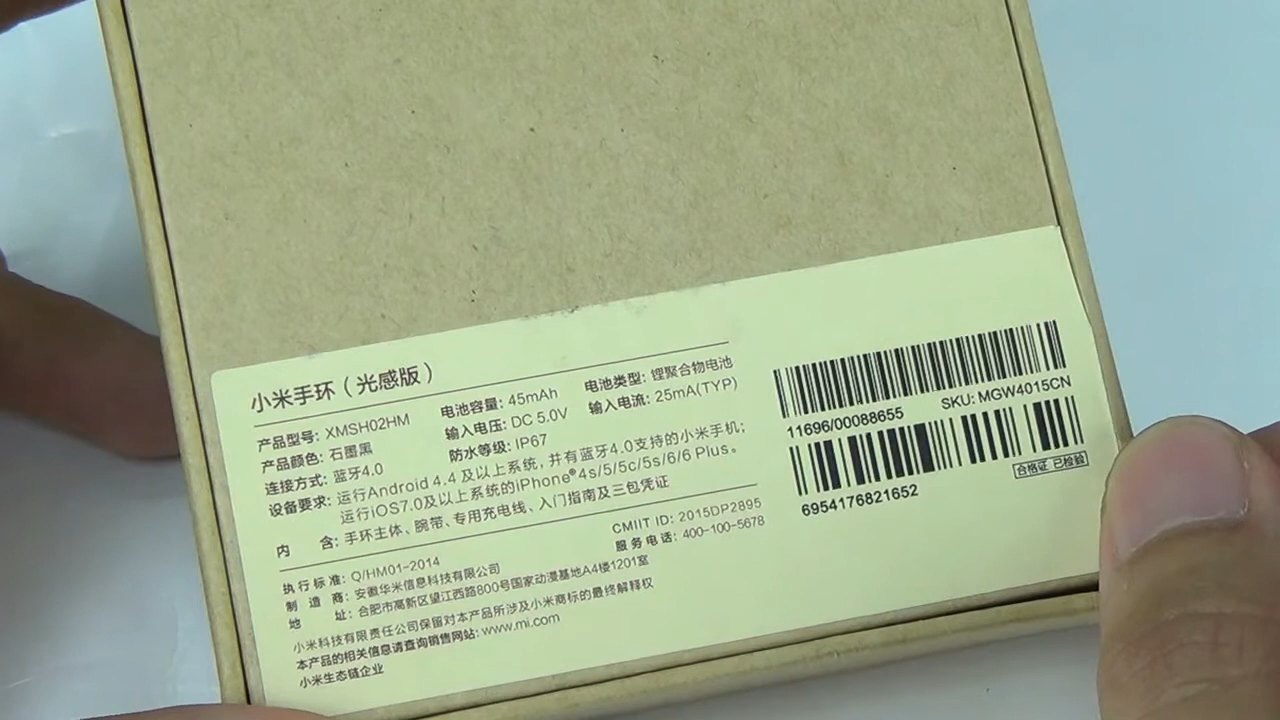 小米手环（光感版）
产品型号: XMSH02HM 电池容量: 45mAh 电池类型: 锂聚合物电池
产品颜色: 石墨黑 输入电压: DC 5.0V 输入电流: 25mA(TYP)
连接方式: 蓝牙4.0 防水等级: IP67
设备要求: 运行Android 4.4 及以上系统，并有蓝牙4.0支持的小米手机；
运行iOS7.0及以上系统的iPhone®4s/5/5c/5s/6/6 Plus。
内 含: 手环主体、腕带、专用充电线、入门指南及三包凭证
执行标准: Q/HM01-2014 CMIIT ID: 2015DP2895
制 造 商: 安徽华米信息科技有限公司 服务电话: 400-100-5678
地 址: 合肥市高新区望江西路800号国家动漫基地A4楼1201室
小米科技有限责任公司保留对本产品所涉及小米商标的最终解释权
本产品的相关信息请查询销售网站: www.mi.com
小米生态链企业
11696/00088655 SKU: MGW4015CN
6954176821652
合格证 已检验